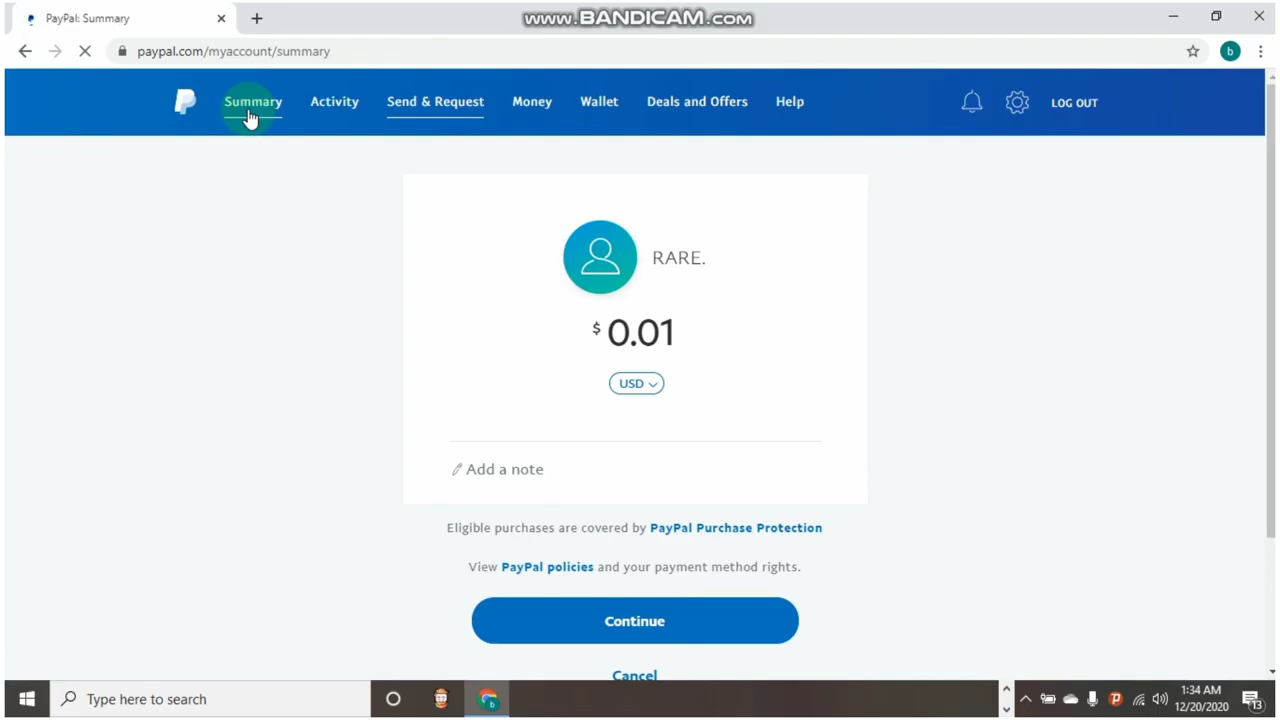 PayPal: Summary
www.BANDICAM.com
paypal.com/myaccount/summary
b
Summary
Activity
Send & Request
Money
Wallet
Deals and Offers
Help
LOG OUT
RARE.
$ 0.01
USD
Add a note
Eligible purchases are covered by PayPal Purchase Protection
View PayPal policies and your payment method rights.
Continue
Cancel
Type here to search
b
1:34 AM
12/20/2020
13